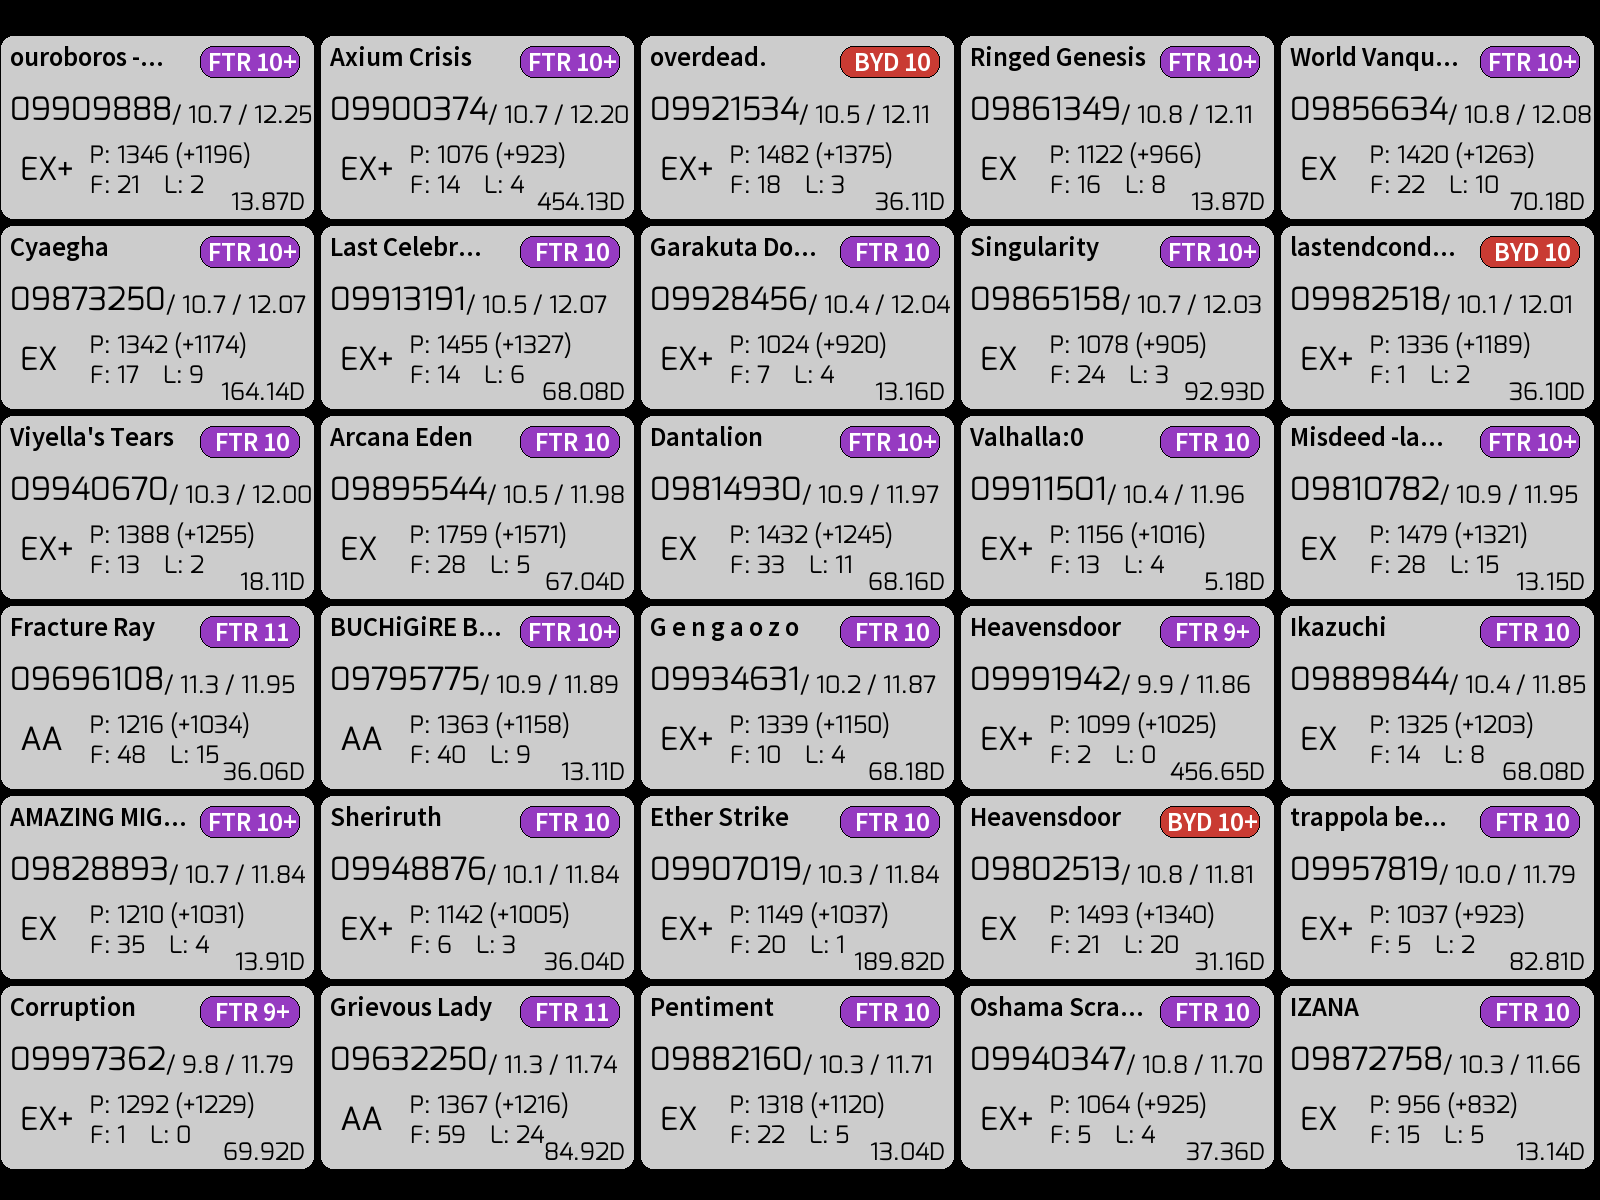 ouroboros -... FTR 10+
09909888/ 10.7 / 12.25
EX+ P: 1346 (+1196)
F: 21 L: 2
13.87D
Axium Crisis FTR 10+
09900374/ 10.7 / 12.20
EX+ P: 1076 (+923)
F: 14 L: 4
454.13D
overdead. BYD 10
09921534/ 10.5 / 12.11
EX+ P: 1482 (+1375)
F: 18 L: 3
36.11D
Ringed Genesis FTR 10+
09861349/ 10.8 / 12.11
EX P: 1122 (+966)
F: 16 L: 8
13.87D
World Vanqu... FTR 10+
09856634/ 10.8 / 12.08
EX P: 1420 (+1263)
F: 22 L: 10
70.18D
Cyaegha FTR 10+
09873250/ 10.7 / 12.07
EX P: 1342 (+1174)
F: 17 L: 9
164.14D
Last Celebr... FTR 10
09913191/ 10.5 / 12.07
EX+ P: 1455 (+1327)
F: 14 L: 6
68.08D
Garakuta Do... FTR 10
09928456/ 10.4 / 12.04
EX+ P: 1024 (+920)
F: 7 L: 4
13.16D
Singularity FTR 10+
09865158/ 10.7 / 12.03
EX P: 1078 (+905)
F: 24 L: 3
92.93D
lastendcond... BYD 10
09982518/ 10.1 / 12.01
EX+ P: 1336 (+1189)
F: 1 L: 2
36.10D
Viyella's Tears FTR 10
09940670/ 10.3 / 12.00
EX+ P: 1388 (+1255)
F: 13 L: 2
18.11D
Arcana Eden FTR 10
09895544/ 10.5 / 11.98
EX P: 1759 (+1571)
F: 28 L: 5
67.04D
Dantalion FTR 10+
09814930/ 10.9 / 11.97
EX P: 1432 (+1245)
F: 33 L: 11
68.16D
Valhalla:0 FTR 10
09911501/ 10.4 / 11.96
EX+ P: 1156 (+1016)
F: 13 L: 4
5.18D
Misdeed -la... FTR 10+
09810782/ 10.9 / 11.95
EX P: 1479 (+1321)
F: 28 L: 15
13.15D
Fracture Ray FTR 11
09696108/ 11.3 / 11.95
AA P: 1216 (+1034)
F: 48 L: 15
36.06D
BUCHiGiRE B... FTR 10+
09795775/ 10.9 / 11.89
AA P: 1363 (+1158)
F: 40 L: 9
13.11D
G e n g a o z o FTR 10
09934631/ 10.2 / 11.87
EX+ P: 1339 (+1150)
F: 10 L: 4
68.18D
Heavensdoor FTR 9+
09991942/ 9.9 / 11.86
EX+ P: 1099 (+1025)
F: 2 L: 0
456.65D
Ikazuchi FTR 10
09889844/ 10.4 / 11.85
EX P: 1325 (+1203)
F: 14 L: 8
68.08D
AMAZING MIG... FTR 10+
09828893/ 10.7 / 11.84
EX P: 1210 (+1031)
F: 35 L: 4
13.91D
Sheriruth FTR 10
09948876/ 10.1 / 11.84
EX+ P: 1142 (+1005)
F: 6 L: 3
36.04D
Ether Strike FTR 10
09907019/ 10.3 / 11.84
EX+ P: 1149 (+1037)
F: 20 L: 1
189.82D
Heavensdoor BYD 10+
09802513/ 10.8 / 11.81
EX P: 1493 (+1340)
F: 21 L: 20
31.16D
trappola be... FTR 10
09957819/ 10.0 / 11.79
EX+ P: 1037 (+923)
F: 5 L: 2
82.81D
Corruption FTR 9+
09997362/ 9.8 / 11.79
EX+ P: 1292 (+1229)
F: 1 L: 0
69.92D
Grievous Lady FTR 11
09632250/ 11.3 / 11.74
AA P: 1367 (+1216)
F: 59 L: 24
84.92D
Pentiment FTR 10
09882160/ 10.3 / 11.71
EX P: 1318 (+1120)
F: 22 L: 5
13.04D
Oshama Scra... FTR 10
09940347/ 10.8 / 11.70
EX+ P: 1064 (+925)
F: 5 L: 4
37.36D
IZANA FTR 10
09872758/ 10.3 / 11.66
EX P: 956 (+832)
F: 15 L: 5
13.14D